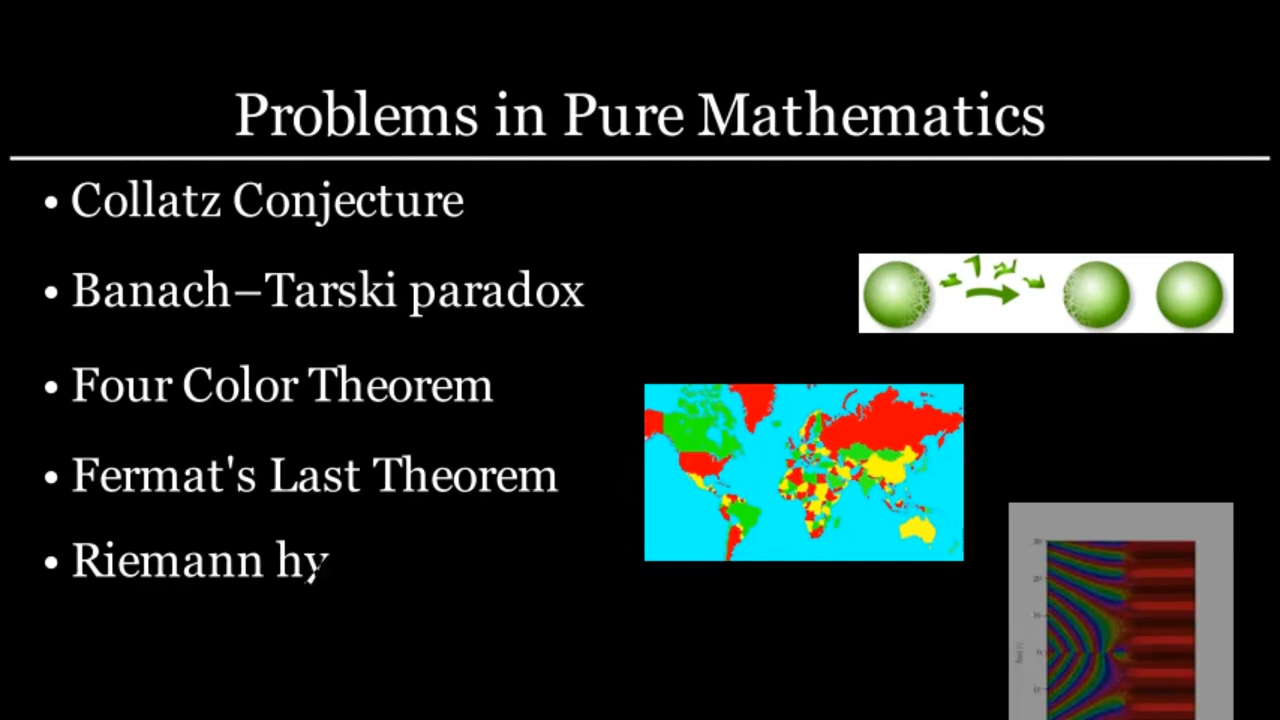 Problems in Pure Mathematics
• Collatz Conjecture
• Banach–Tarski paradox
• Four Color Theorem
• Fermat's Last Theorem
• Riemann hy